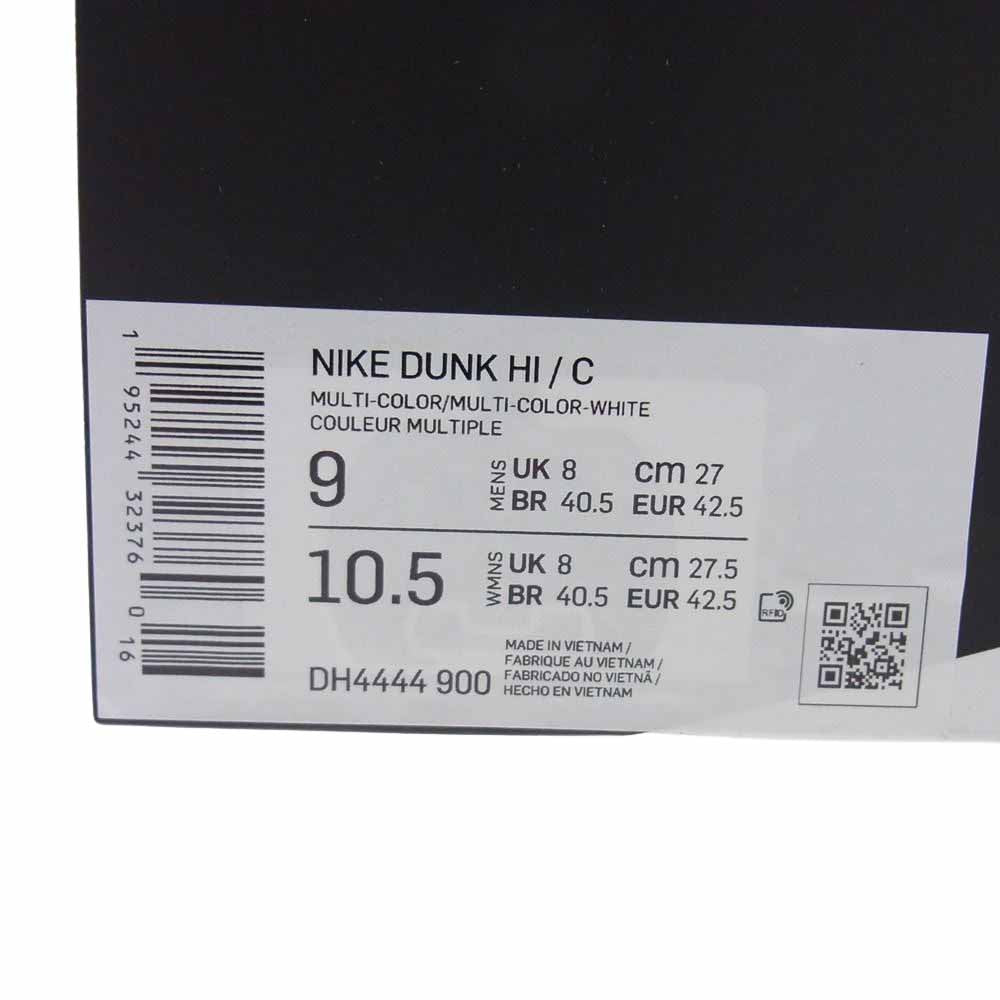 NIKE DUNK HI / C
MULTI-COLOR/MULTI-COLOR-WHITE
COULEUR MULTIPLE
9 MENS UK 8 cm 27
BR 40.5 EUR 42.5
10.5 WMNS UK 8 cm 27.5
BR 40.5 EUR 42.5
RFID
DH4444 900
MADE IN VIETNAM /
FABRIQUE AU VIETNAM /
FABRICADO NO VIETNÃ /
HECHO EN VIETNAM
1 95244 32376 0 16